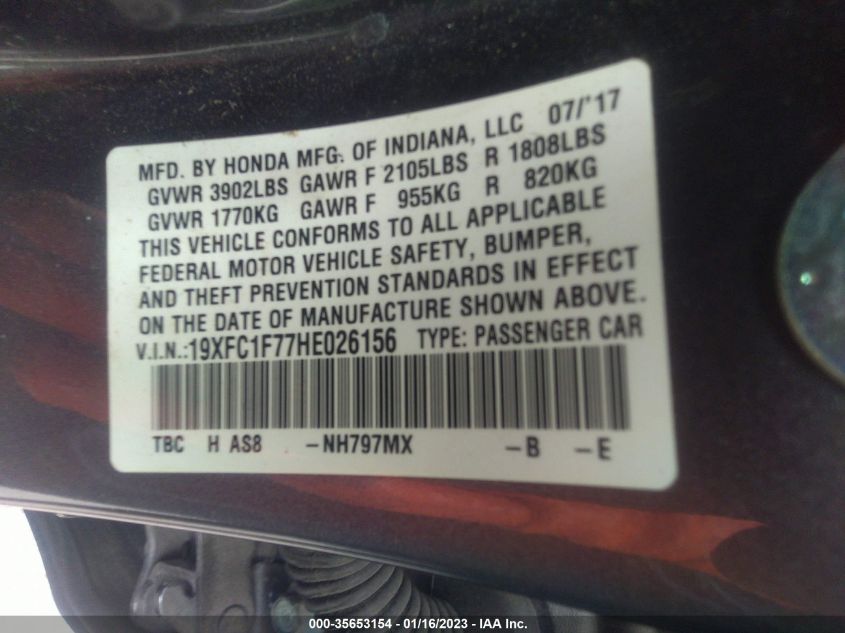 MFD. BY HONDA MFG. OF INDIANA, LLC 07/'17
GVWR 3902LBS GAWR F 2105LBS R 1808LBS
GVWR 1770KG GAWR F 955KG R 820KG
THIS VEHICLE CONFORMS TO ALL APPLICABLE
FEDERAL MOTOR VEHICLE SAFETY, BUMPER,
AND THEFT PREVENTION STANDARDS IN EFFECT
ON THE DATE OF MANUFACTURE SHOWN ABOVE.
V.I.N.:19XFC1F77HE026156 TYPE: PASSENGER CAR
TBC H AS8 -NH797MX -B -E
000-35653154 - 01/16/2023 - IAA Inc.